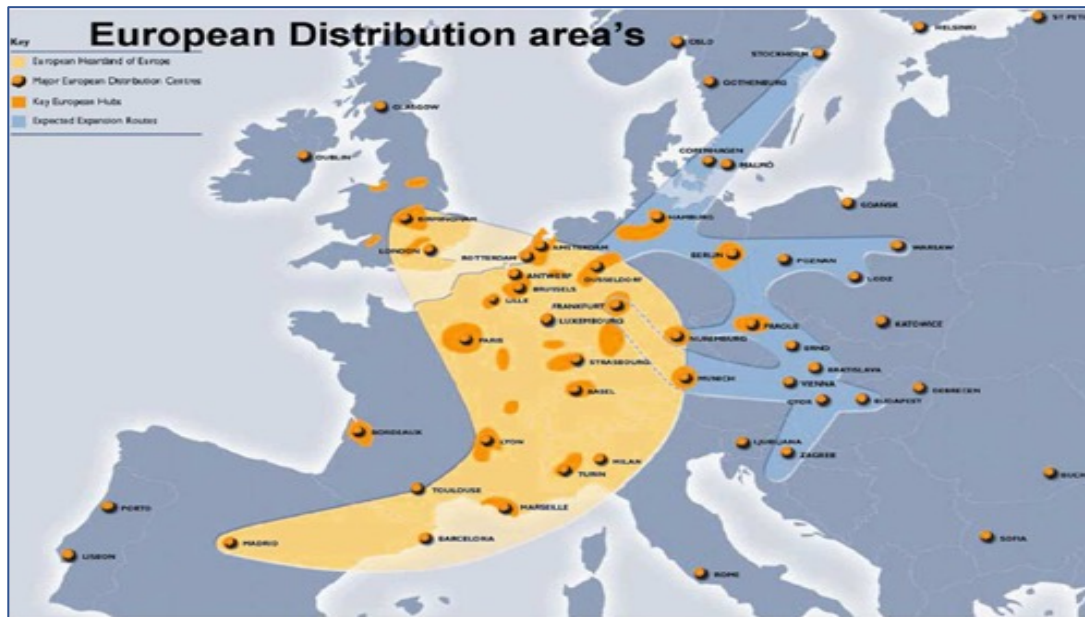 European Distribution area's
Key
European Heartland of Europe
Major European Distribution Centres
Key European Hubs
Expected Expansion Routes
OSLO
HELSINKI
ST PETE
STOCKHOLM
GOTHENBURG
GLASGOW
DUBLIN
COPENHAGEN
MALMÖ
GDAŃSK
BIRMINGHAM
HAMBURG
LONDON
AMSTERDAM
ROTTERDAM
BERLIN
POZNAN
WARSAW
ANTWERP
DUSSELDORF
LODZ
BRUSSELS
LILLE
FRANKFURT
LUXEMBOURG
KATOWICE
PARIS
NUREMBURG
PRAGUE
STRASBOURG
BRNO
BRATISLAVA
BASEL
MUNICH
VIENNA
DEBRECEN
GYOR
BUDAPEST
BORDEAUX
LYON
LJUBLJANA
ZAGREB
MILAN
TURIN
BUCH
TOULOUSE
PORTO
MARSEILLE
MADRID
BARCELONA
SOFIA
LISBON
ROME